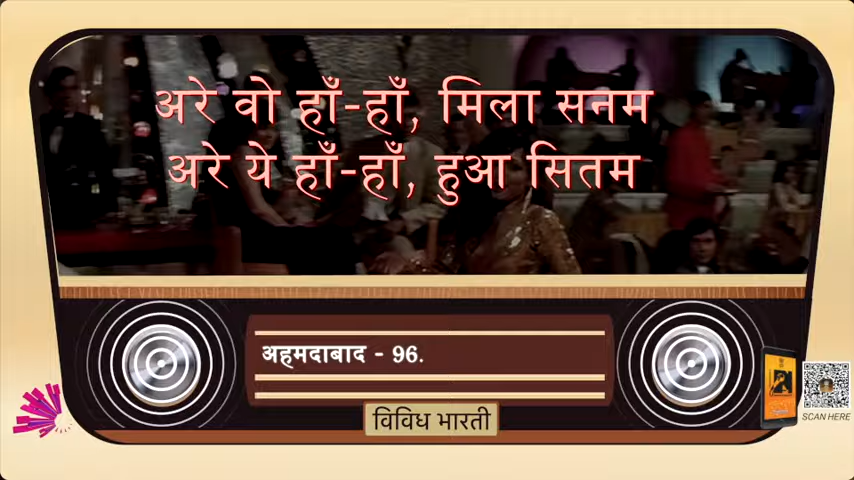 अरे वो हाँ-हाँ, मिला सनम
अरे ये हाँ-हाँ, हुआ सितम
अहमदाबाद - 96.
विविध भारती
SCAN HERE